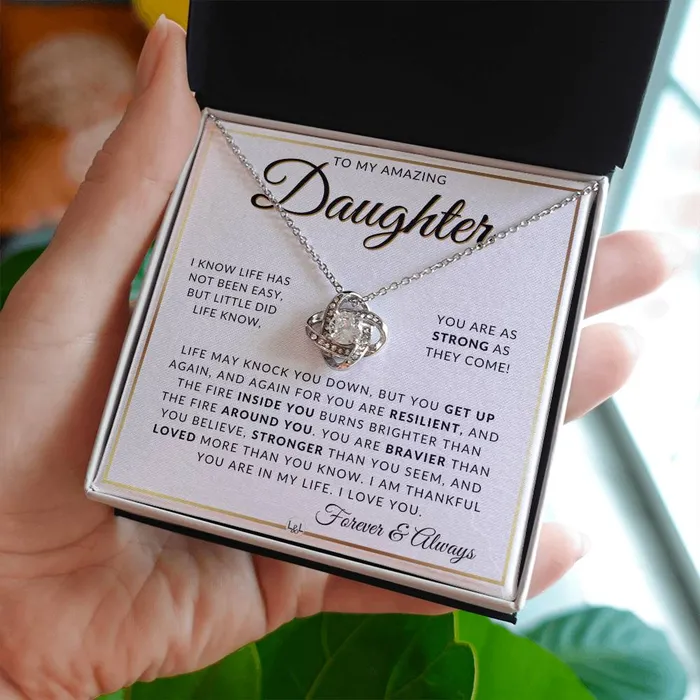 TO MY AMAZING
Daughter
I KNOW LIFE HAS
NOT BEEN EASY,
BUT LITTLE DID
LIFE KNOW,
YOU ARE AS
STRONG AS
THEY COME!
LIFE MAY KNOCK YOU DOWN, BUT YOU GET UP
AGAIN, AND AGAIN FOR YOU ARE RESILIENT, AND
THE FIRE INSIDE YOU BURNS BRIGHTER THAN
THE FIRE AROUND YOU. YOU ARE BRAVIER THAN
YOU BELIEVE, STRONGER THAN YOU SEEM, AND
LOVED MORE THAN YOU KNOW. I AM THANKFUL
YOU ARE IN MY LIFE. I LOVE YOU.
Forever & Always
L&L